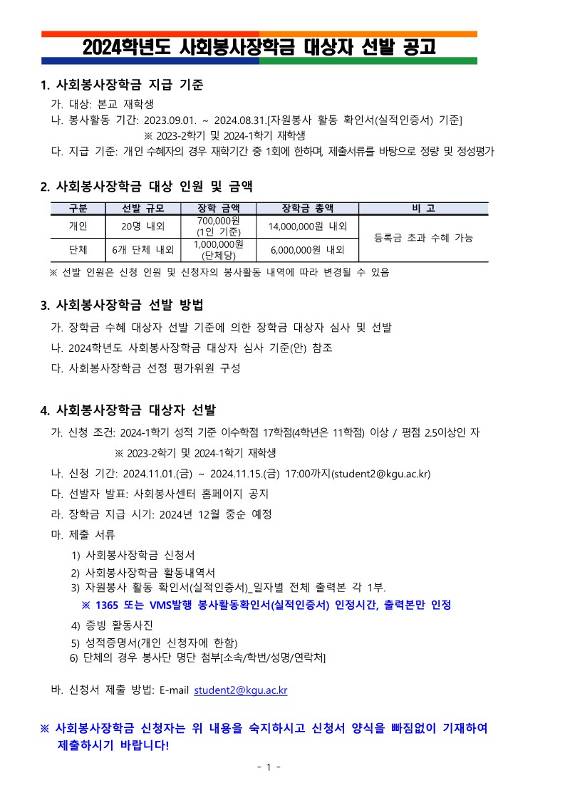 2024학년도 사회봉사장학금 대상자 선발 공고
1. 사회봉사장학금 지급 기준
가. 대상: 본교 재학생
나. 봉사활동 기간: 2023.09.01. ~ 2024.08.31.[자원봉사 활동 확인서(실적인증서) 기준]
※ 2023-2학기 및 2024-1학기 재학생
다. 지급 기준: 개인 수혜자의 경우 재학기간 중 1회에 한하며, 제출서류를 바탕으로 정량 및 정성평가
2. 사회봉사장학금 대상 인원 및 금액
구분 선발 규모 장학 금액 장학금 총액 비 고
개인 20명 내외 700,000원 (1인 기준) 14,000,000원 내외 등록금 초과 수혜 가능
단체 6개 단체 내외 1,000,000원 (단체당) 6,000,000원 내외
※ 선발 인원은 신청 인원 및 신청자의 봉사활동 내역에 따라 변경될 수 있음
3. 사회봉사장학금 선발 방법
가. 장학금 수혜 대상자 선발 기준에 의한 장학금 대상자 심사 및 선발
나. 2024학년도 사회봉사장학금 대상자 심사 기준(안) 참조
다. 사회봉사장학금 선정 평가위원 구성
4. 사회봉사장학금 대상자 선발
가. 신청 조건: 2024-1학기 성적 기준 이수학점 17학점(4학년은 11학점) 이상 / 평점 2.5이상인 자
※ 2023-2학기 및 2024-1학기 재학생
나. 신청 기간: 2024.11.01.(금) ~ 2024.11.15.(금) 17:00까지(student2@kgu.ac.kr)
다. 선발자 발표: 사회봉사센터 홈페이지 공지
라. 장학금 지급 시기: 2024년 12월 중순 예정
마. 제출 서류
1) 사회봉사장학금 신청서
2) 사회봉사장학금 활동내역서
3) 자원봉사 활동 확인서(실적인증서)_일자별 전체 출력본 각 1부.
※ 1365 또는 VMS발행 봉사활동확인서(실적인증서) 인정시간, 출력본만 인정
4) 증빙 활동사진
5) 성적증명서(개인 신청자에 한함)
6) 단체의 경우 봉사단 명단 첨부[소속/학번/성명/연락처]
바. 신청서 제출 방법: E-mail student2@kgu.ac.kr
※ 사회봉사장학금 신청자는 위 내용을 숙지하시고 신청서 양식을 빠짐없이 기재하여
제출하시기 바랍니다!
- 1 -